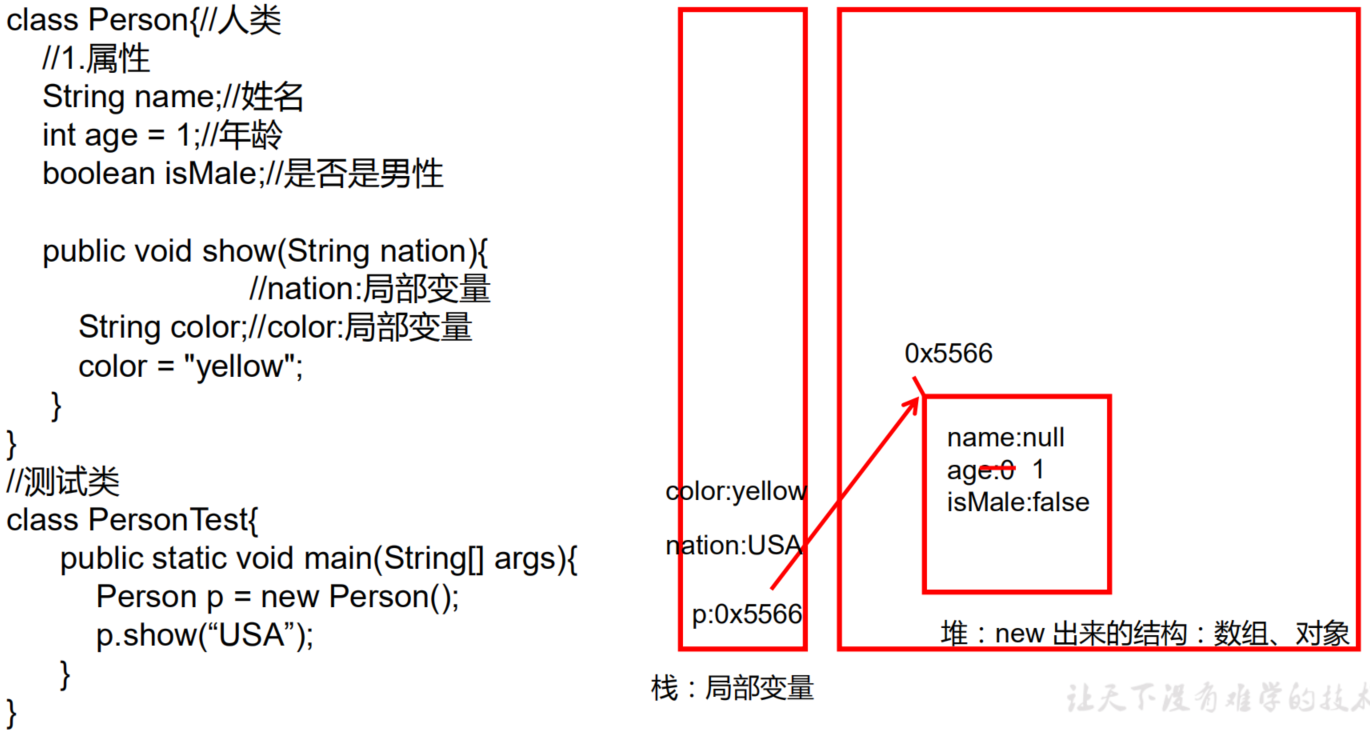 class Person{//人类
//1.属性
String name;//姓名
int age = 1;//年龄
boolean isMale;//是否是男性
public void show(String nation){
//nation:局部变量
String color;//color:局部变量
color = "yellow";
}
}
//测试类
class PersonTest{
public static void main(String[] args){
Person p = new Person();
p.show(“USA”);
}
}
color:yellow
nation:USA
p:0x5566
栈：局部变量
0x5566
name:null
age:0 1
isMale:false
堆：new 出来的结构：数组、对象
让天下没有难学的技术